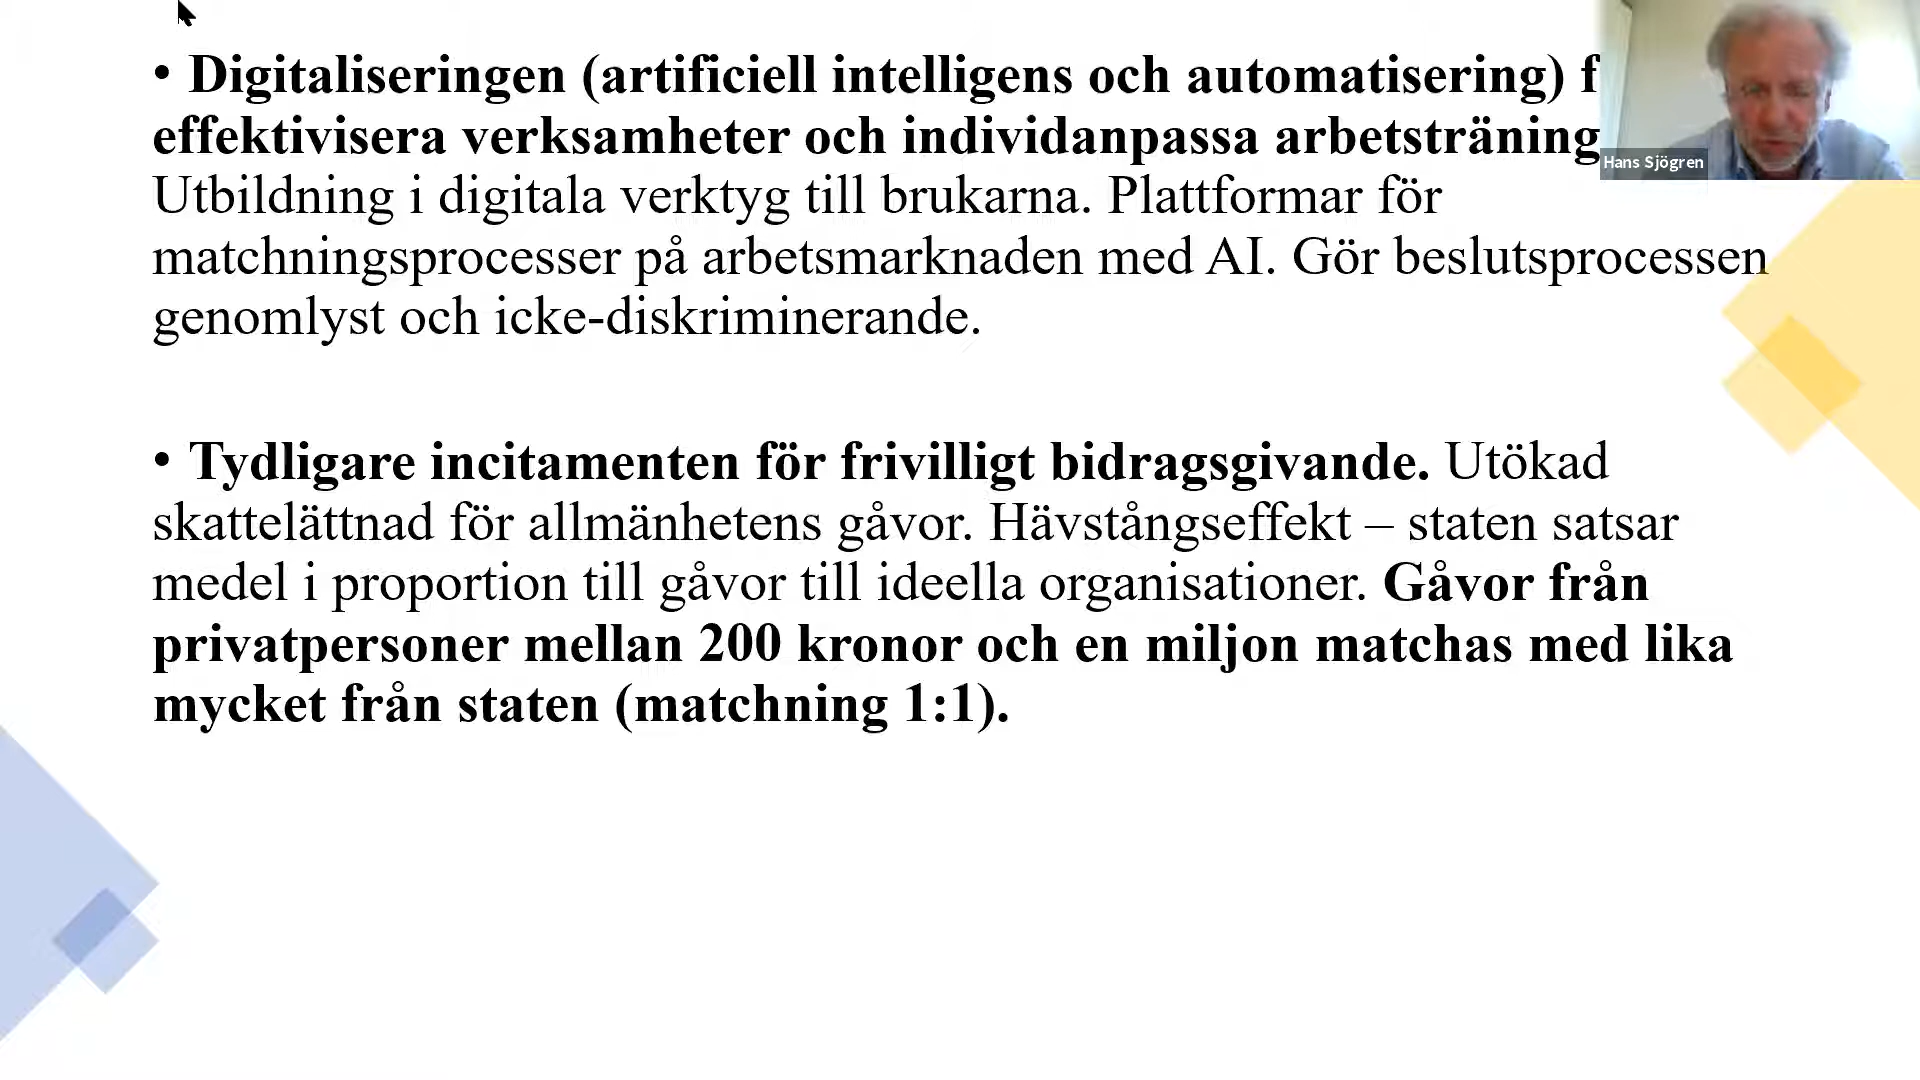 • Digitaliseringen (artificiell intelligens och automatisering)
effektivisera verksamheter och individanpassa arbetsträning
Utbildning i digitala verktyg till brukarna. Plattformar för
matchningsprocesser på arbetsmarknaden med AI. Gör beslutsprocessen
genomlyst och icke-diskriminerande.
• Tydligare incitamenten för frivilligt bidragsgivande. Utökad
skattelättnad för allmänhetens gåvor. Hävstångseffekt – staten satsar
medel i proportion till gåvor till ideella organisationer. Gåvor från
privatpersoner mellan 200 kronor och en miljon matchas med lika
mycket från staten (matchning 1:1).
Hans Sjögren